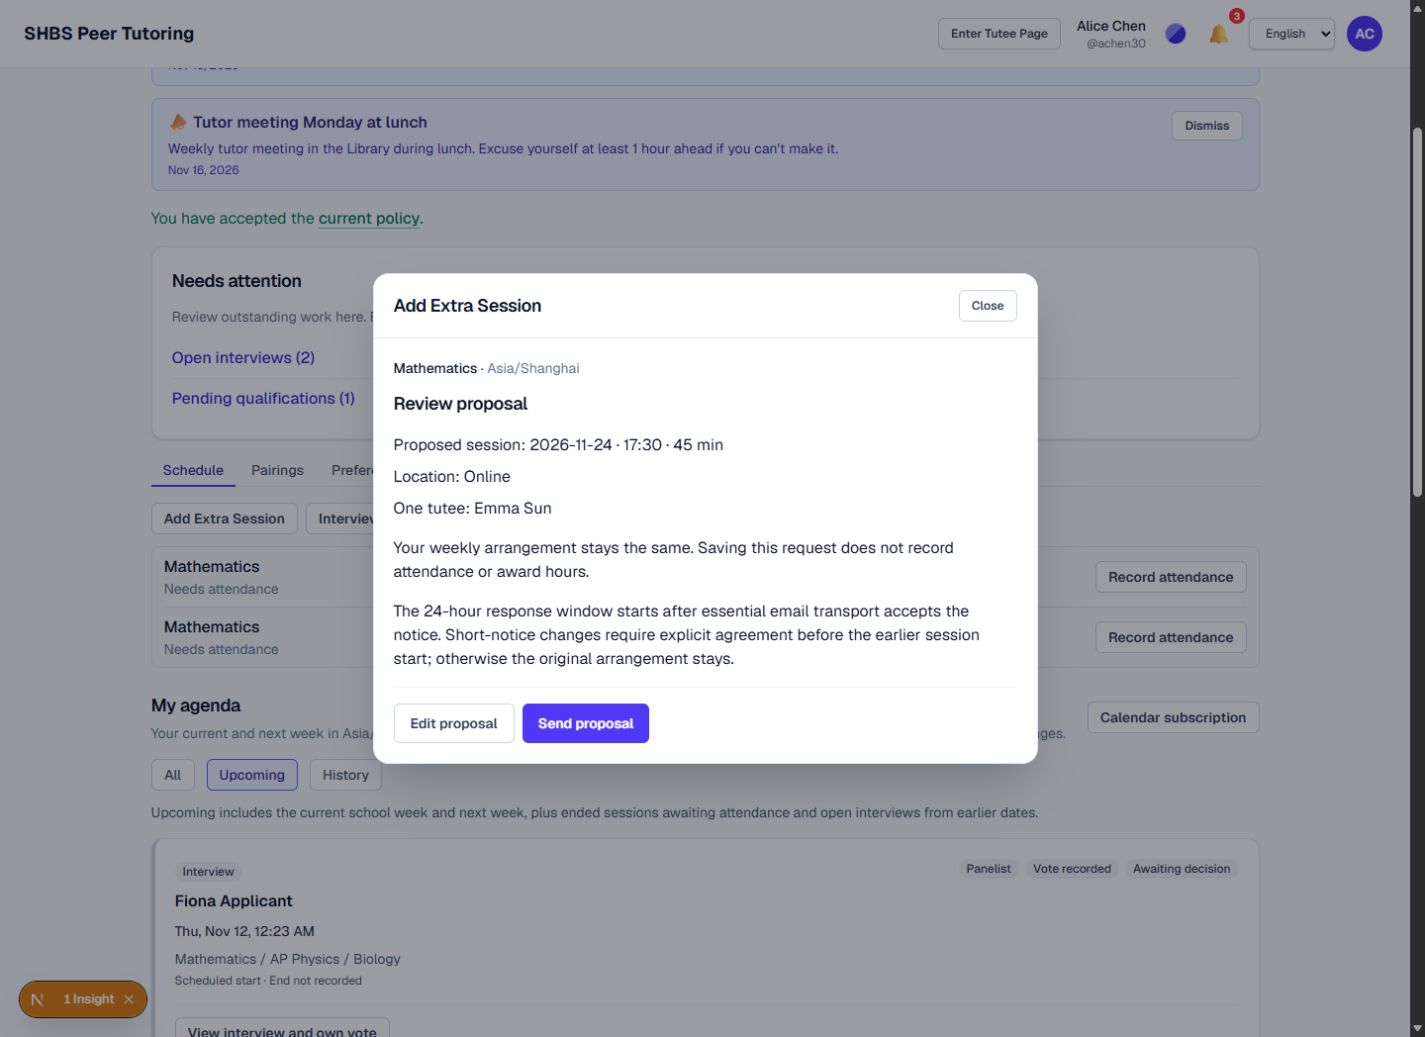 SHBS Peer Tutoring
Enter Tutee Page
Alice Chen
@achen30
3
English
AC
Tutor meeting Monday at lunch
Dismiss
Weekly tutor meeting in the Library during lunch. Excuse yourself at least 1 hour ahead if you can't make it.
Nov 16, 2026
You have accepted the current policy.
Needs attention
Review outstanding work here.
Open interviews (2)
Pending qualifications (1)
Schedule
Pairings
Add Extra Session
Mathematics
Needs attendance
Record attendance
Mathematics
Needs attendance
Record attendance
Add Extra Session
Close
Mathematics · Asia/Shanghai
Review proposal
Proposed session: 2026-11-24 · 17:30 · 45 min
Location: Online
One tutee: Emma Sun
Your weekly arrangement stays the same. Saving this request does not record
attendance or award hours.
The 24-hour response window starts after essential email transport accepts the
notice. Short-notice changes require explicit agreement before the earlier session
start; otherwise the original arrangement stays.
Edit proposal
Send proposal
My agenda
Your current and next week in Asia/
Calendar subscription
All
Upcoming
History
Upcoming includes the current school week and next week, plus ended sessions awaiting attendance and open interviews from earlier dates.
Interview
Panelist
Vote recorded
Awaiting decision
Fiona Applicant
Thu, Nov 12, 12:23 AM
Mathematics / AP Physics / Biology
Scheduled start · End not recorded
View interview and own vote
N
1 Insight